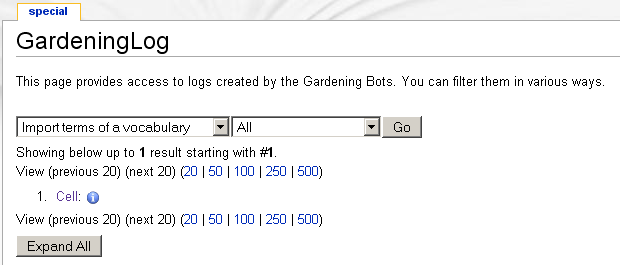 special
GardeningLog
This page provides access to logs created by the Gardening Bots. You can filter them in various ways.
Import terms of a vocabulary All Go
Showing below up to 1 result starting with #1.
View (previous 20) (next 20) (20 | 50 | 100 | 250 | 500)
1. Cell: i
View (previous 20) (next 20) (20 | 50 | 100 | 250 | 500)
Expand All